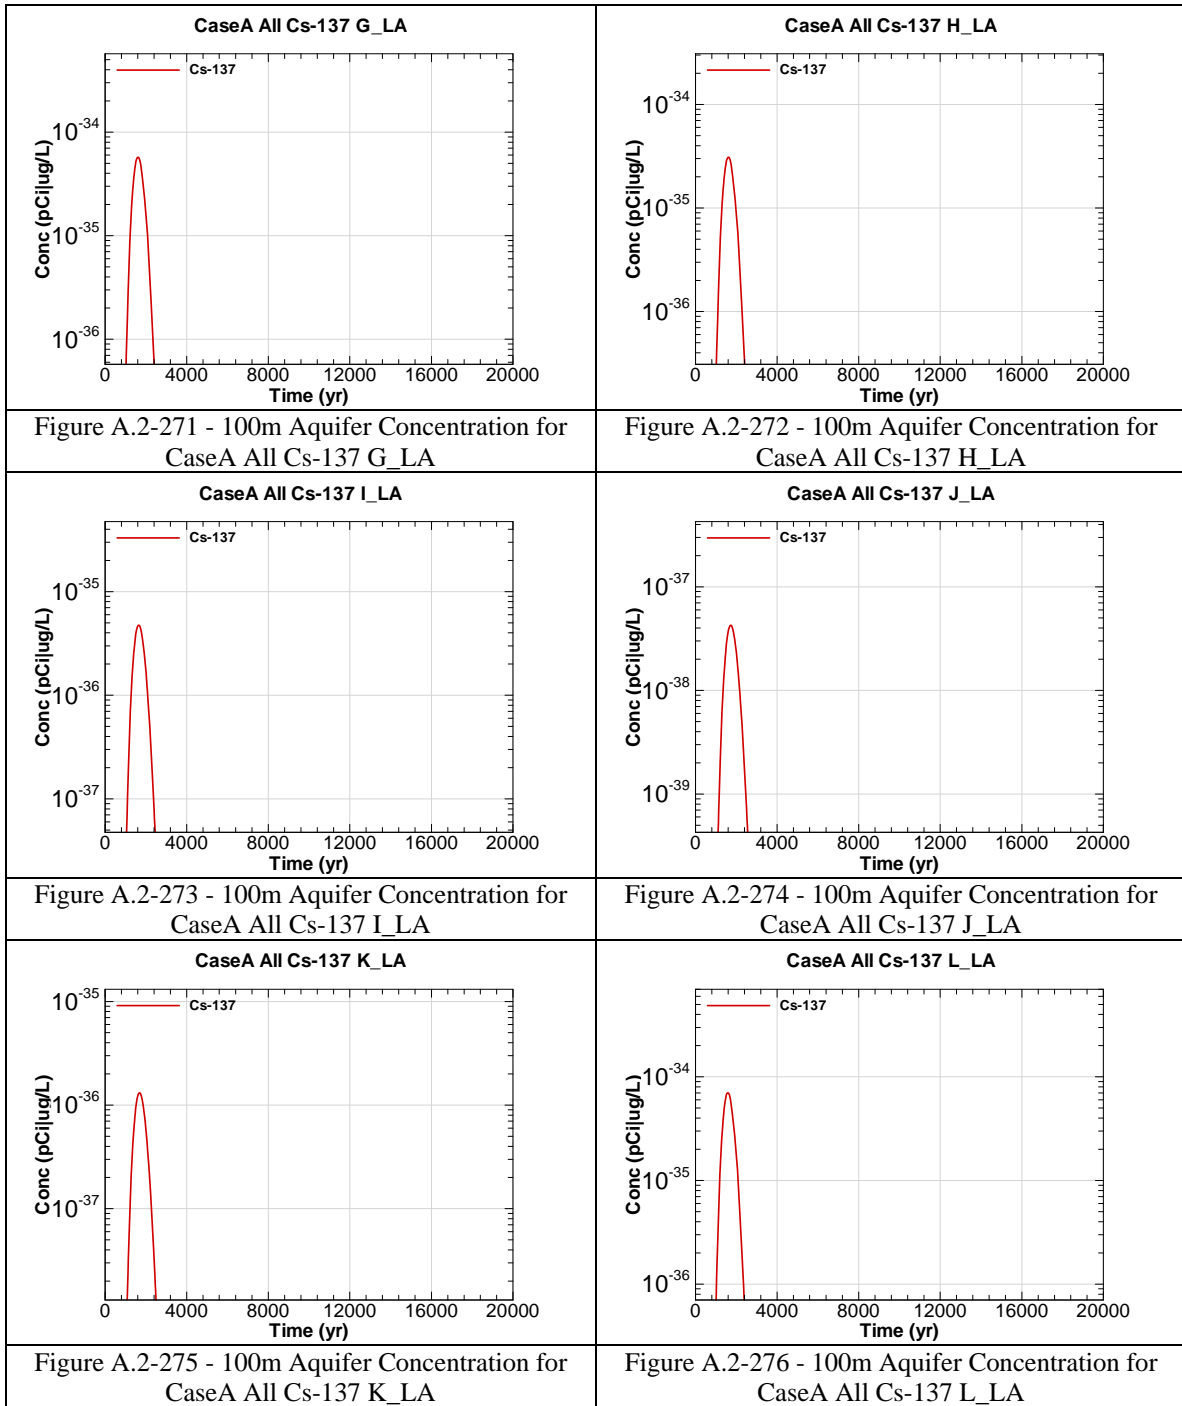 CaseA All Cs-137 G_LA
Cs-137
10-34
10-35
10-36
Conc (pCi|ug/L)
0 4000 8000 12000 16000 20000
Time (yr)
Figure A.2-271 - 100m Aquifer Concentration for
CaseA All Cs-137 G_LA
CaseA All Cs-137 H_LA
Cs-137
10-34
10-35
10-36
Conc (pCi|ug/L)
0 4000 8000 12000 16000 20000
Time (yr)
Figure A.2-272 - 100m Aquifer Concentration for
CaseA All Cs-137 H_LA
CaseA All Cs-137 I_LA
Cs-137
10-35
10-36
10-37
Conc (pCi|ug/L)
0 4000 8000 12000 16000 20000
Time (yr)
Figure A.2-273 - 100m Aquifer Concentration for
CaseA All Cs-137 I_LA
CaseA All Cs-137 J_LA
Cs-137
10-37
10-38
10-39
Conc (pCi|ug/L)
0 4000 8000 12000 16000 20000
Time (yr)
Figure A.2-274 - 100m Aquifer Concentration for
CaseA All Cs-137 J_LA
CaseA All Cs-137 K_LA
Cs-137
10-35
10-36
10-37
Conc (pCi|ug/L)
0 4000 8000 12000 16000 20000
Time (yr)
Figure A.2-275 - 100m Aquifer Concentration for
CaseA All Cs-137 K_LA
CaseA All Cs-137 L_LA
Cs-137
10-34
10-35
10-36
Conc (pCi|ug/L)
0 4000 8000 12000 16000 20000
Time (yr)
Figure A.2-276 - 100m Aquifer Concentration for
CaseA All Cs-137 L_LA